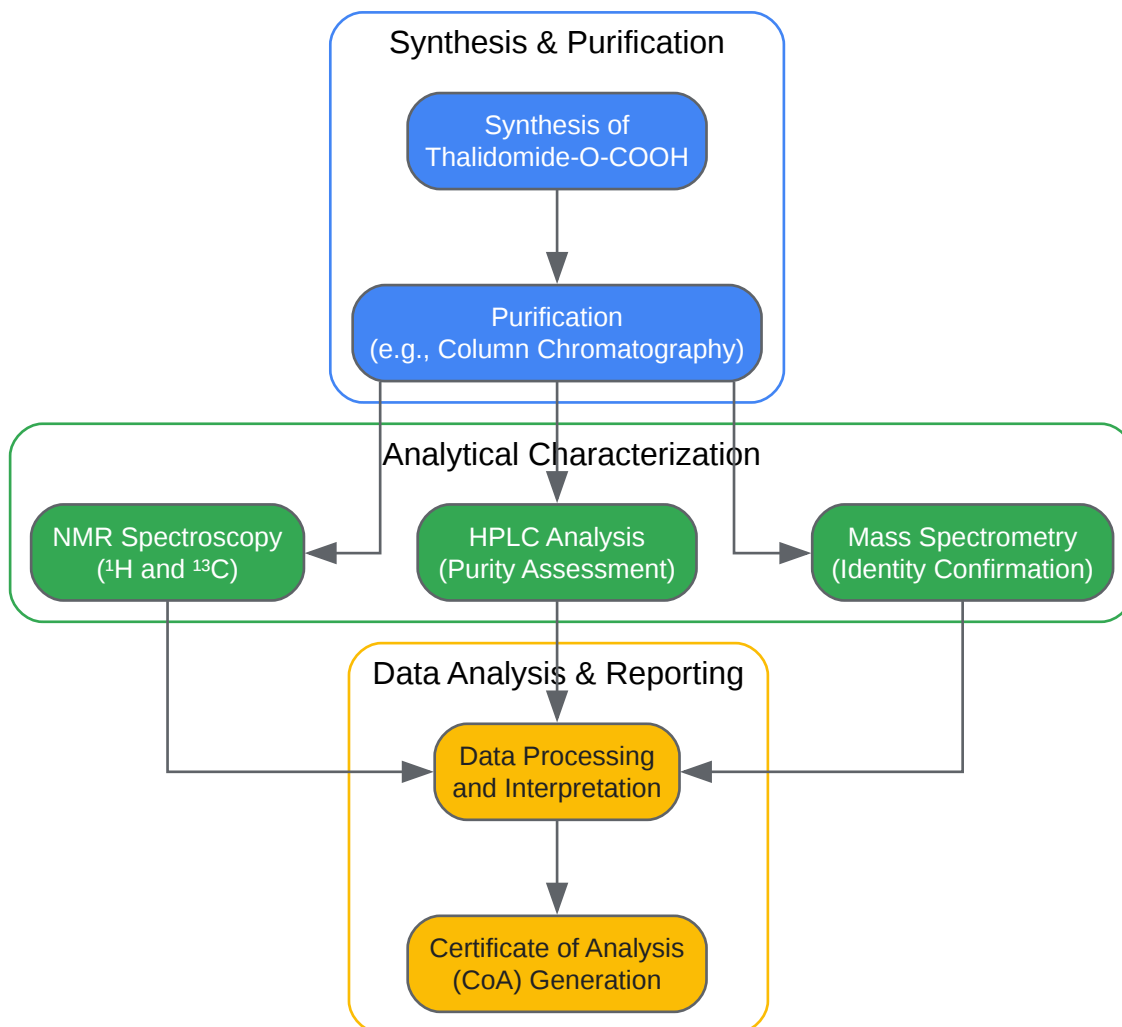 Synthesis & Purification
Synthesis of
Thalidomide-O-COOH
Purification
(e.g., Column Chromatography)
Analytical Characterization
NMR Spectroscopy
(¹H and ¹³C)
HPLC Analysis
(Purity Assessment)
Mass Spectrometry
(Identity Confirmation)
Data Analysis & Reporting
Data Processing
and Interpretation
Certificate of Analysis
(CoA) Generation